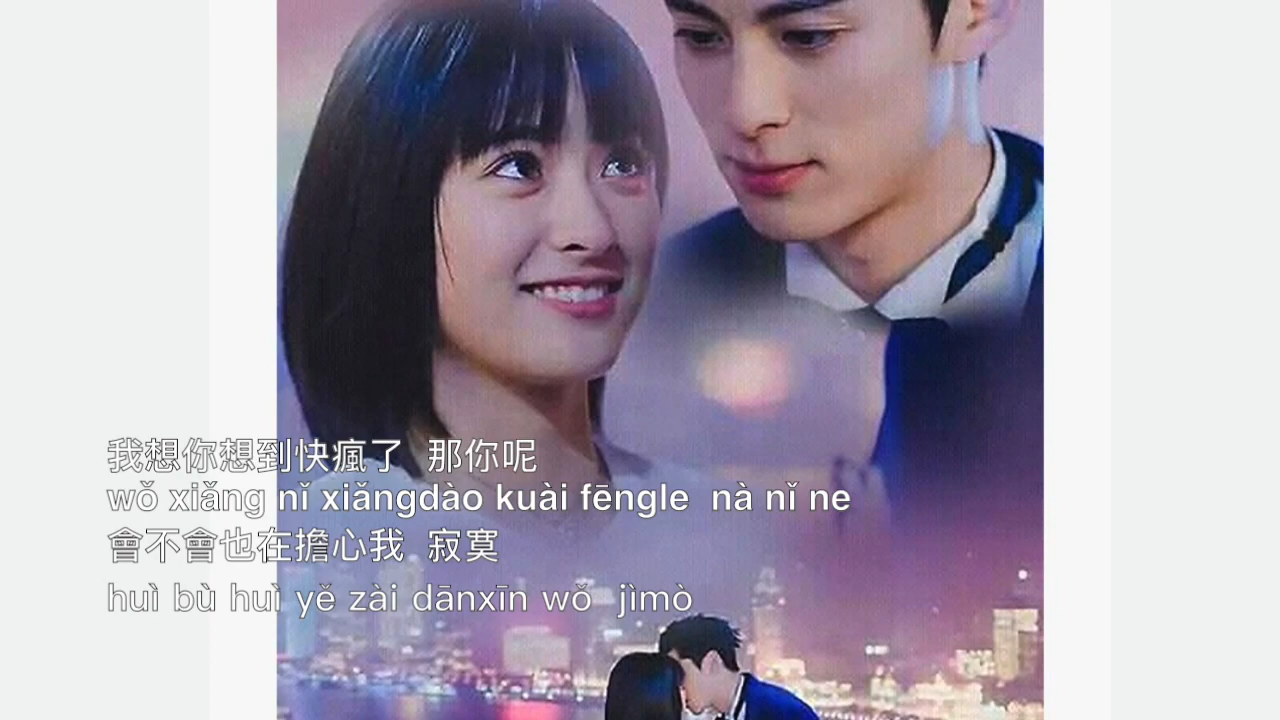 我想你想到快瘋了  那你呢
wǒ xiǎng nǐ xiǎngdào kuài fēngle  nà nǐ ne
會不會也在擔心我  寂寞
huì bù huì yě zài dānxīn wǒ  jìmò